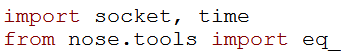 import socket, time
from nose.tools import eq_